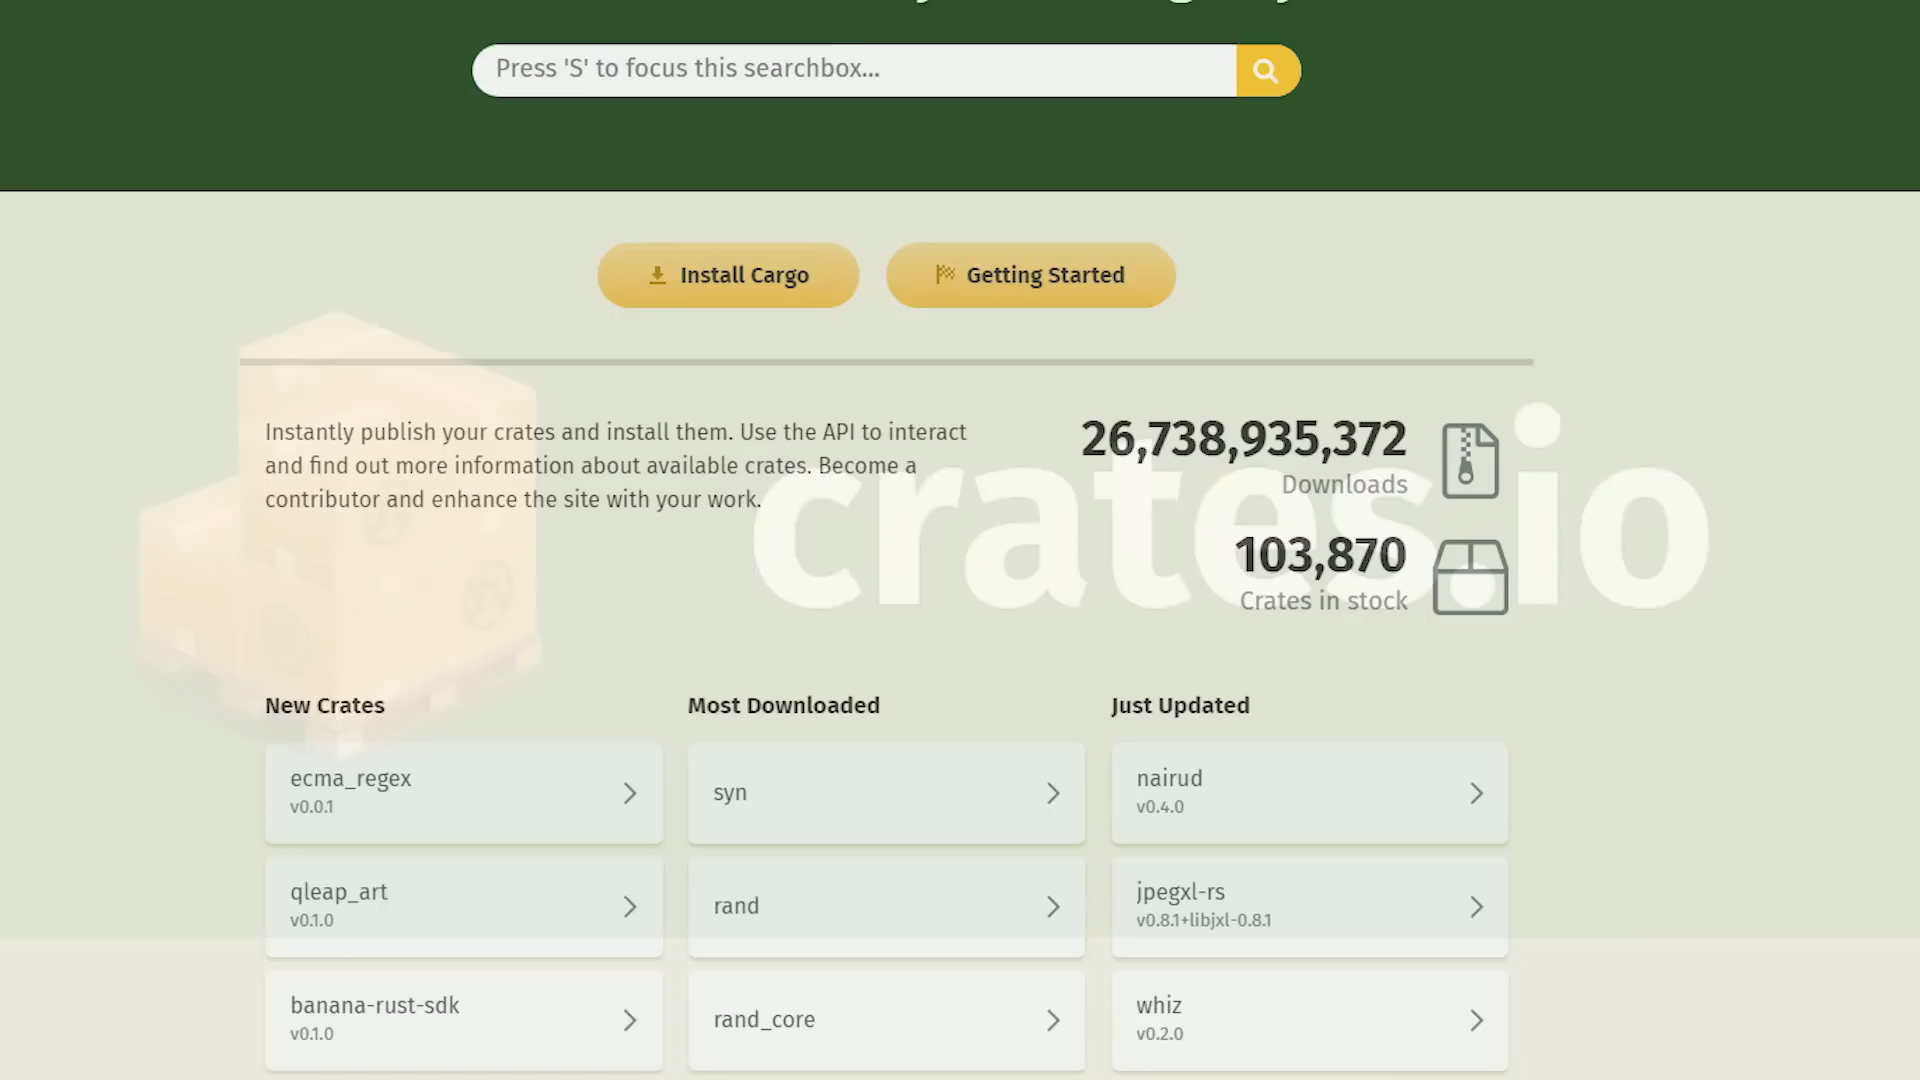 Press 'S' to focus this searchbox...
Install Cargo
Getting Started
Instantly publish your crates and install them. Use the API to interact
and find out more information about available crates. Become a
contributor and enhance the site with your work.
26,738,935,372
Downloads
103,870
Crates in stock
crates.io
New Crates
ecma_regex
v0.0.1
qleap_art
v0.1.0
banana-rust-sdk
v0.1.0
Most Downloaded
syn
rand
rand_core
Just Updated
nairud
v0.4.0
jpegxl-rs
v0.8.1+libjxl-0.8.1
whiz
v0.2.0